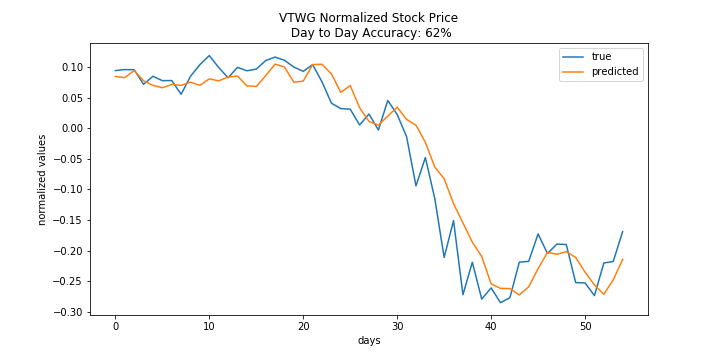 VTWG Normalized Stock Price
Day to Day Accuracy: 62%
true
predicted
normalized values
0.10
0.05
0.00
−0.05
−0.10
−0.15
−0.20
−0.25
−0.30
0 10 20 30 40 50
days